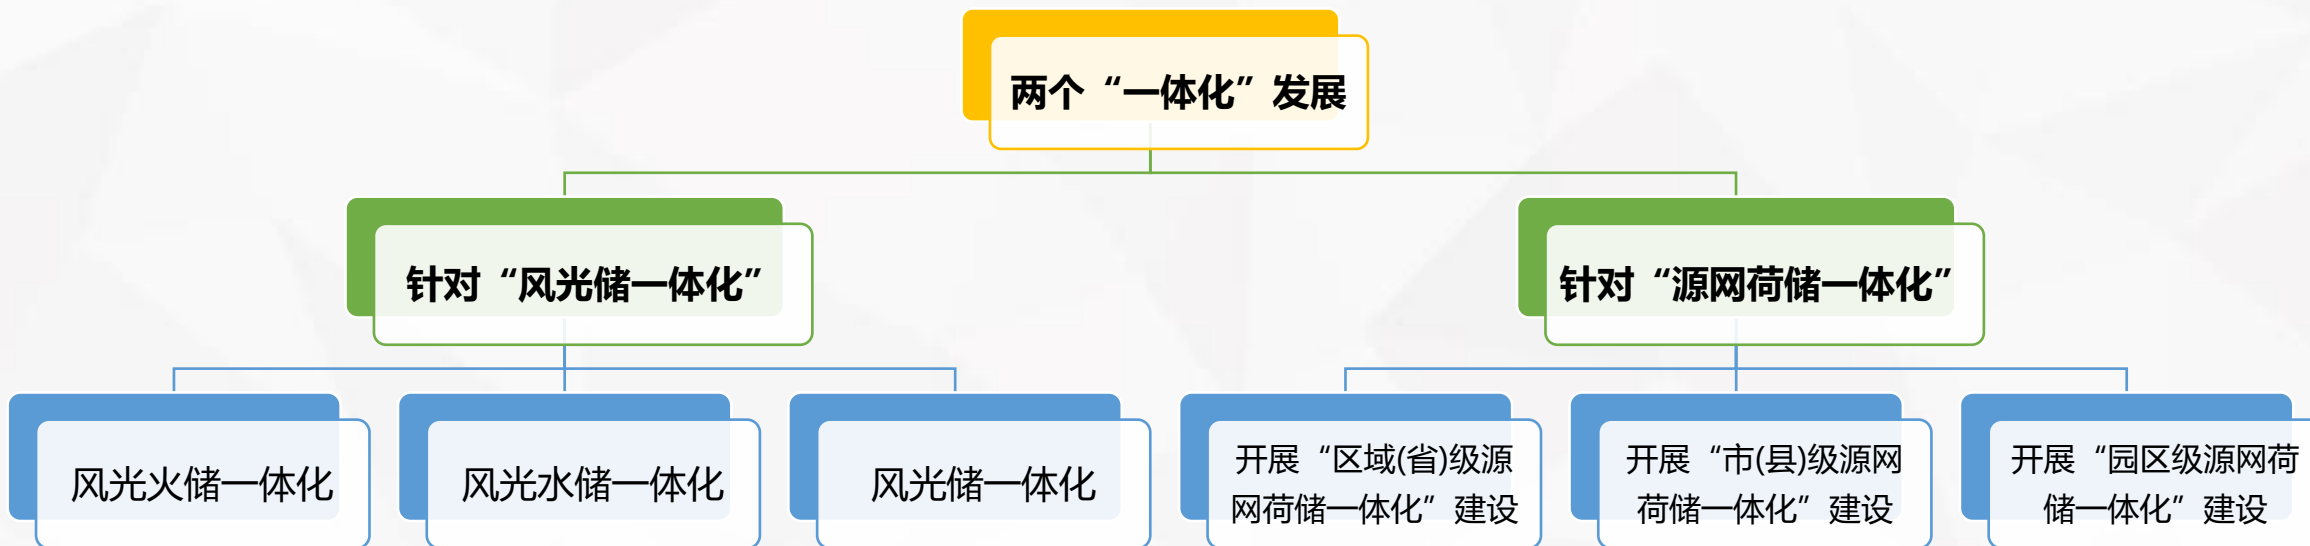 两个“一体化”发展
针对“风光储一体化”
针对“源网荷储一体化”
风光火储一体化
风光水储一体化
风光储一体化
开展“区域(省)级源
网荷储一体化”建设
开展“市(县)级源网
荷储一体化”建设
开展“园区级源网荷
储一体化”建设